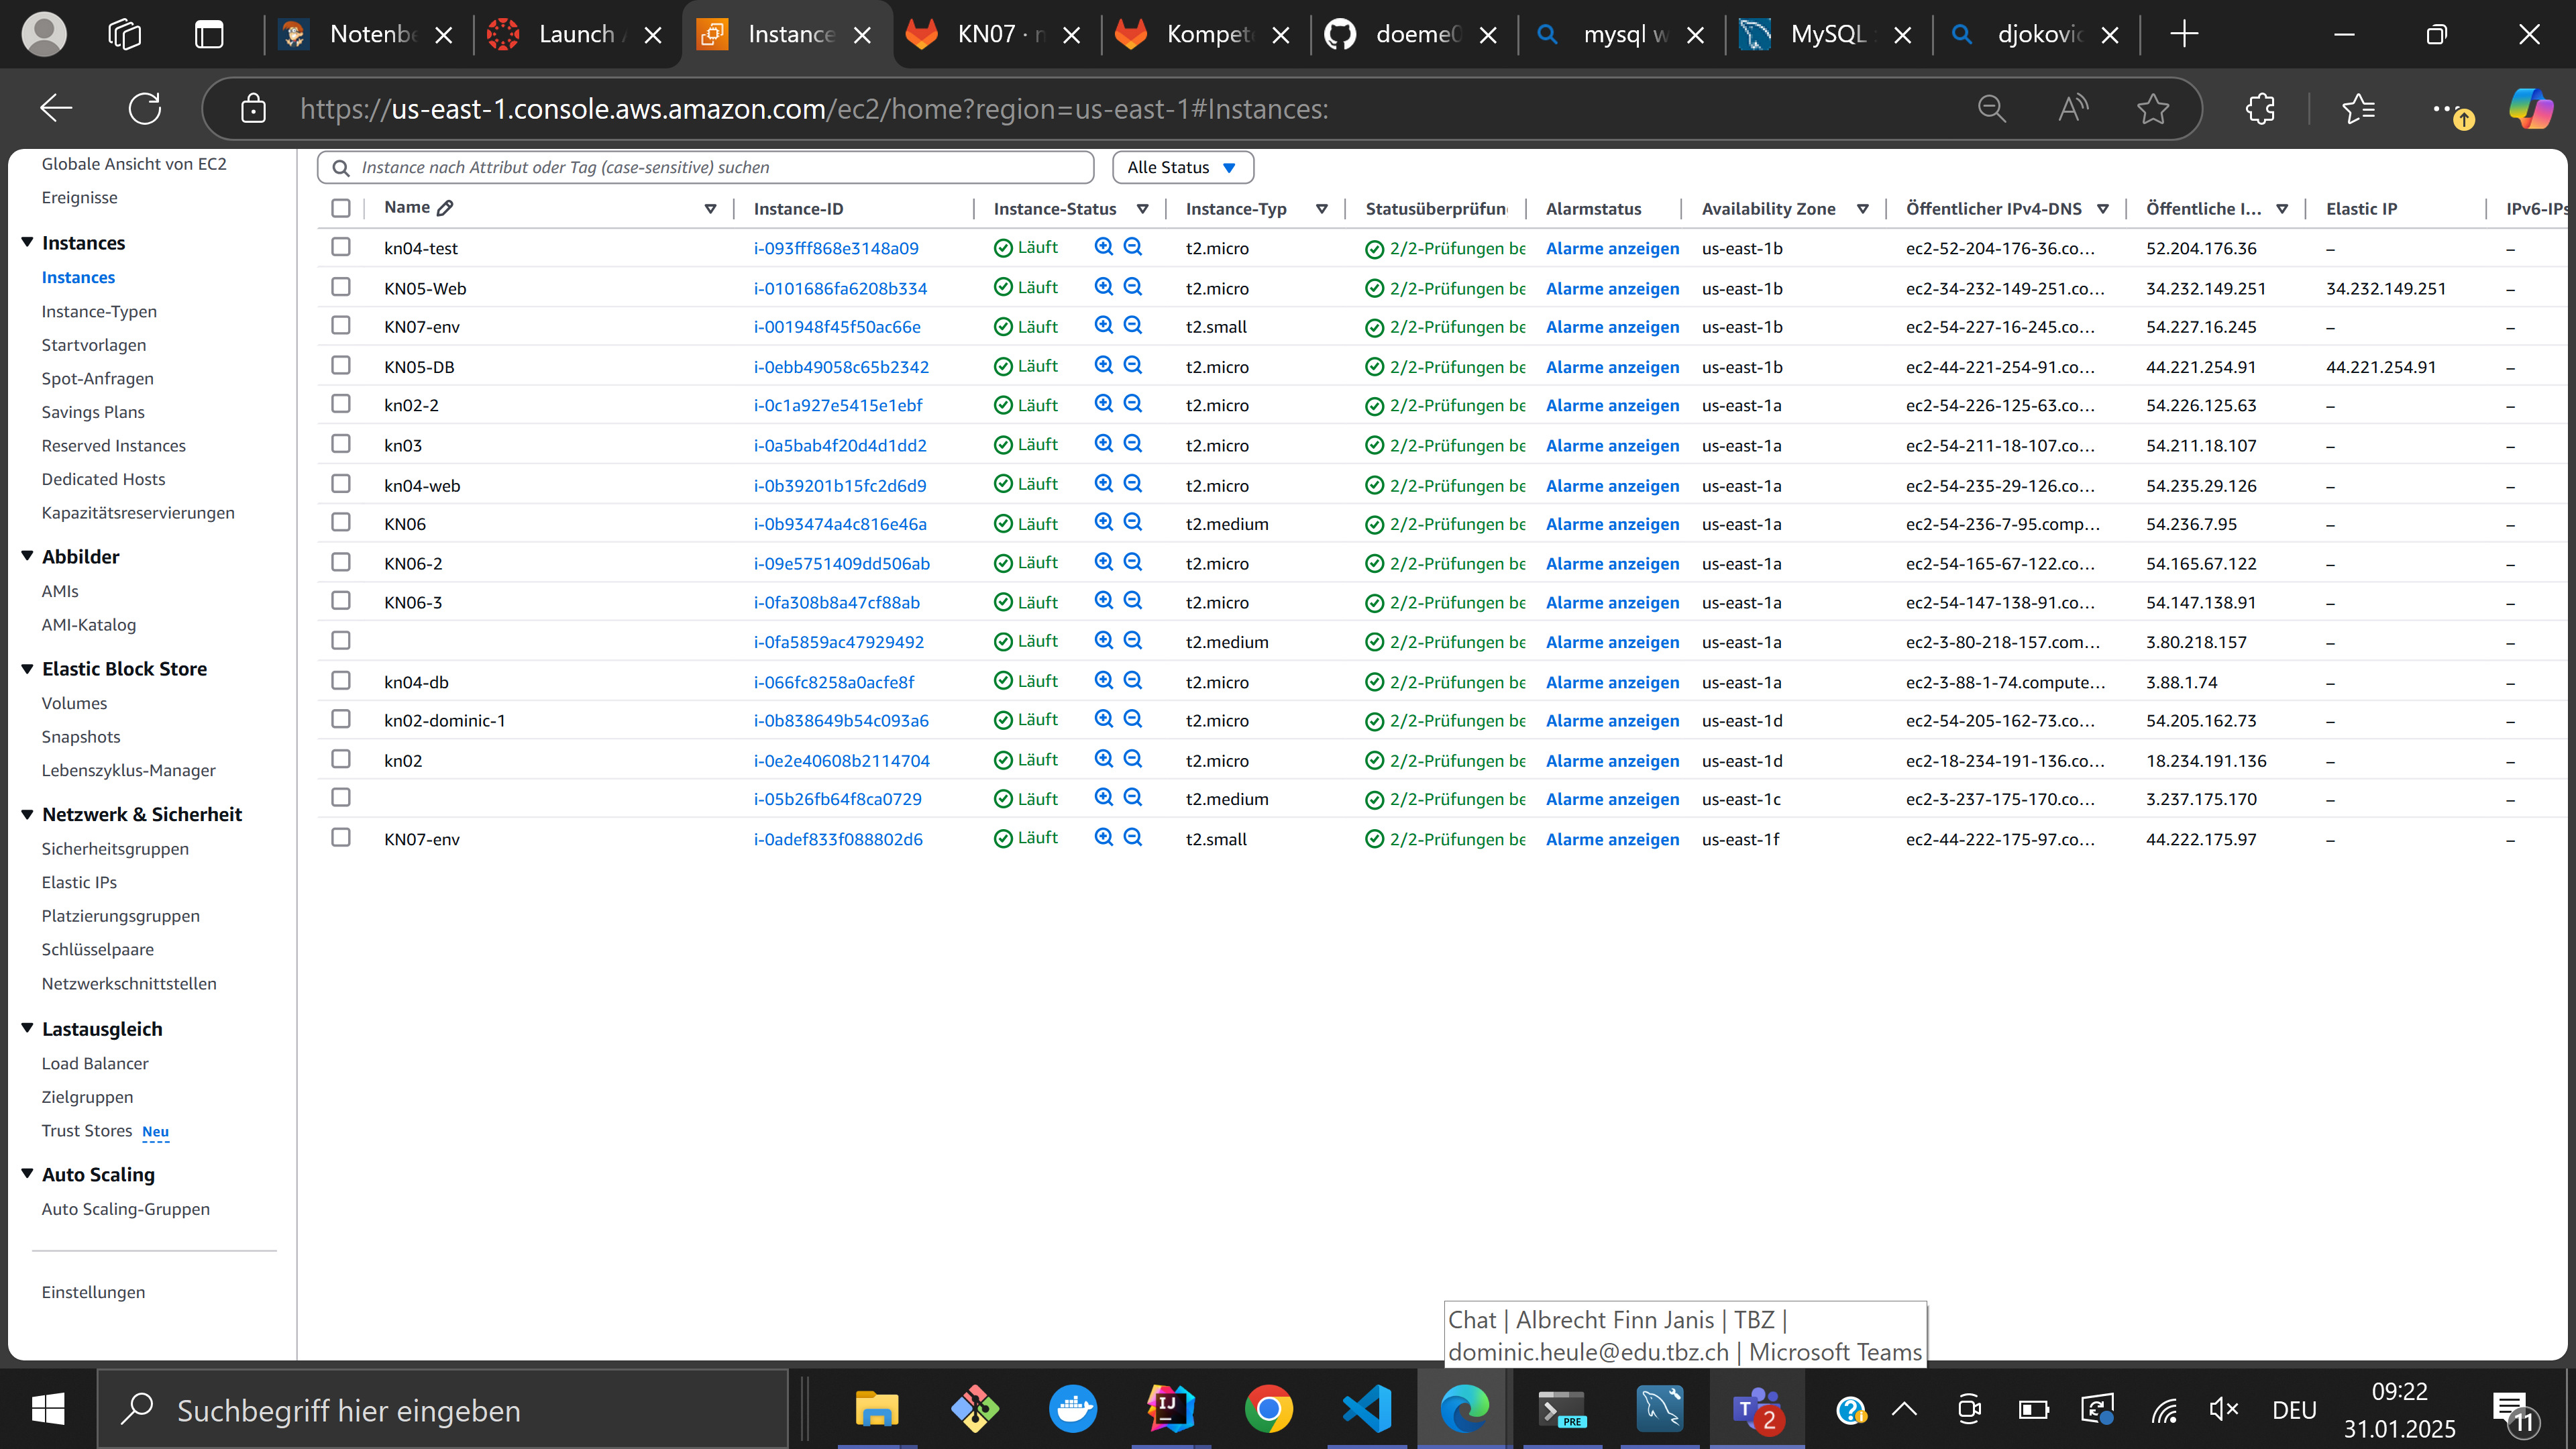 Notenbe
Launch A
Instance
KN07 · m
Kompet
doeme0
mysql w
MySQL :
djokovic
https://us-east-1.console.aws.amazon.com/ec2/home?region=us-east-1#Instances:
Globale Ansicht von EC2
Ereignisse
Instances
Instances
Instance-Typen
Startvorlagen
Spot-Anfragen
Savings Plans
Reserved Instances
Dedicated Hosts
Kapazitätsreservierungen
Abbilder
AMIs
AMI-Katalog
Elastic Block Store
Volumes
Snapshots
Lebenszyklus-Manager
Netzwerk & Sicherheit
Sicherheitsgruppen
Elastic IPs
Platzierungsgruppen
Schlüsselpaare
Netzwerkschnittstellen
Lastausgleich
Load Balancer
Zielgruppen
Trust Stores Neu
Auto Scaling
Auto Scaling-Gruppen
Einstellungen
Instance nach Attribut oder Tag (case-sensitive) suchen Alle Status
Name Instance-ID Instance-Status Instance-Typ Statusüberprüfun Alarmstatus Availability Zone Öffentlicher IPv4-DNS Öffentliche I... Elastic IP IPv6-IPs
kn04-test i-093fff868e3148a09 Läuft t2.micro 2/2-Prüfungen be Alarme anzeigen us-east-1b ec2-52-204-176-36.co... 52.204.176.36 – –
KN05-Web i-0101686fa6208b334 Läuft t2.micro 2/2-Prüfungen be Alarme anzeigen us-east-1b ec2-34-232-149-251.co... 34.232.149.251 34.232.149.251 –
KN07-env i-001948f45f50ac66e Läuft t2.small 2/2-Prüfungen be Alarme anzeigen us-east-1b ec2-54-227-16-245.co... 54.227.16.245 – –
KN05-DB i-0ebb49058c65b2342 Läuft t2.micro 2/2-Prüfungen be Alarme anzeigen us-east-1b ec2-44-221-254-91.co... 44.221.254.91 44.221.254.91 –
kn02-2 i-0c1a927e5415e1ebf Läuft t2.micro 2/2-Prüfungen be Alarme anzeigen us-east-1a ec2-54-226-125-63.co... 54.226.125.63 – –
kn03 i-0a5bab4f20d4d1dd2 Läuft t2.micro 2/2-Prüfungen be Alarme anzeigen us-east-1a ec2-54-211-18-107.co... 54.211.18.107 – –
kn04-web i-0b39201b15fc2d6d9 Läuft t2.micro 2/2-Prüfungen be Alarme anzeigen us-east-1a ec2-54-235-29-126.co... 54.235.29.126 – –
KN06 i-0b93474a4c816e46a Läuft t2.medium 2/2-Prüfungen be Alarme anzeigen us-east-1a ec2-54-236-7-95.comp... 54.236.7.95 – –
KN06-2 i-09e5751409dd506ab Läuft t2.micro 2/2-Prüfungen be Alarme anzeigen us-east-1a ec2-54-165-67-122.co... 54.165.67.122 – –
KN06-3 i-0fa308b8a47cf88ab Läuft t2.micro 2/2-Prüfungen be Alarme anzeigen us-east-1a ec2-54-147-138-91.co... 54.147.138.91 – –
i-0fa5859ac47929492 Läuft t2.medium 2/2-Prüfungen be Alarme anzeigen us-east-1a ec2-3-80-218-157.com... 3.80.218.157 – –
kn04-db i-066fc8258a0acfe8f Läuft t2.micro 2/2-Prüfungen be Alarme anzeigen us-east-1a ec2-3-88-1-74.compute... 3.88.1.74 – –
kn02-dominic-1 i-0b838649b54c093a6 Läuft t2.micro 2/2-Prüfungen be Alarme anzeigen us-east-1d ec2-54-205-162-73.co... 54.205.162.73 – –
kn02 i-0e2e40608b2114704 Läuft t2.micro 2/2-Prüfungen be Alarme anzeigen us-east-1d ec2-18-234-191-136.co... 18.234.191.136 – –
i-05b26fb64f8ca0729 Läuft t2.medium 2/2-Prüfungen be Alarme anzeigen us-east-1c ec2-3-237-175-170.co... 3.237.175.170 – –
KN07-env i-0adef833f088802d6 Läuft t2.small 2/2-Prüfungen be Alarme anzeigen us-east-1f ec2-44-222-175-97.co... 44.222.175.97 – –
Chat | Albrecht Finn Janis | TBZ |
dominic.heule@edu.tbz.ch | Microsoft Teams
Suchbegriff hier eingeben
IJ
PRE
T 2
DEU
09:22
31.01.2025
11